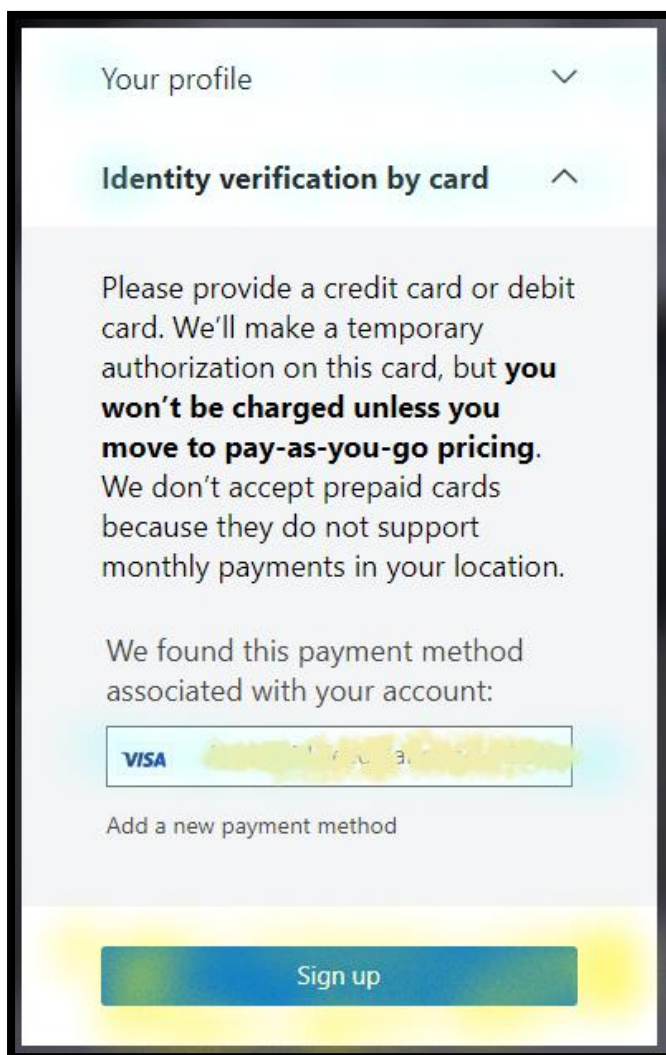 Your profile
Identity verification by card
Please provide a credit card or debit
card. We'll make a temporary
authorization on this card, but you
won't be charged unless you
move to pay-as-you-go pricing.
We don't accept prepaid cards
because they do not support
monthly payments in your location.
We found this payment method
associated with your account:
VISA
Add a new payment method
Sign up